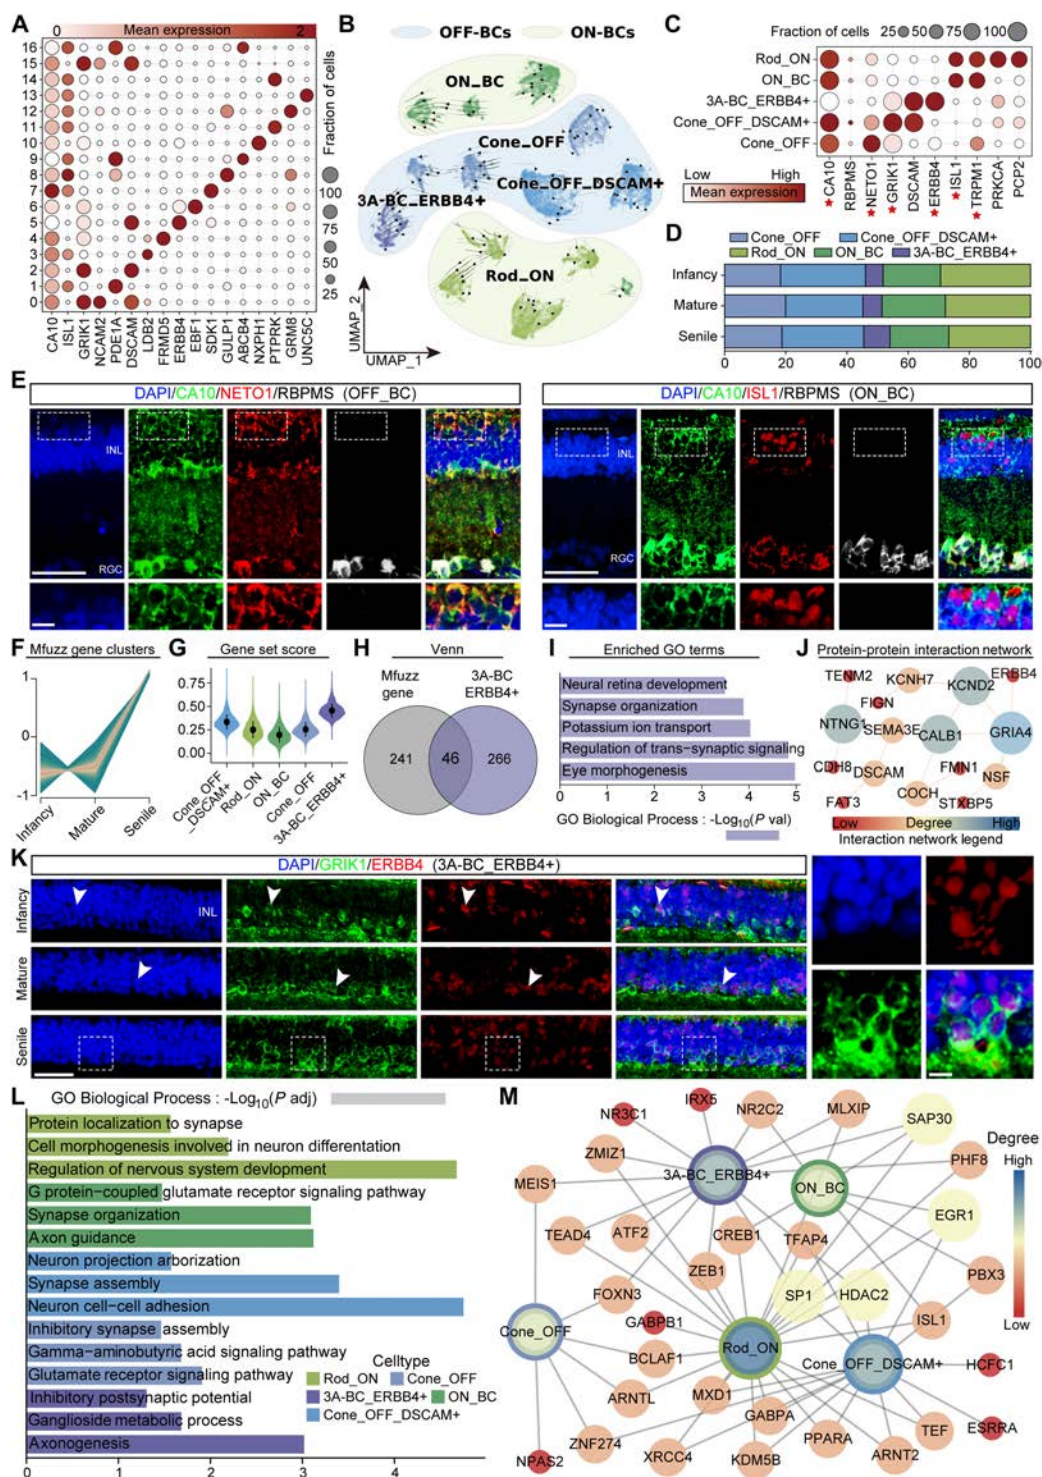 A
Mean expression
0
2
16
15
14
13
12
11
10
9
8
7
6
5
4
3
2
1
0
Fraction of cells
100
75
50
25
CA10
ISL1
GRIK1
NCAM2
PDE1A
DSCAM
LDB2
FRMD5
ERBB4
EBF1
SDK1
GULP1
ABCB4
NXPH1
PTPRK
GRM8
UNC5C
B
OFF-BCs
ON-BCs
ON_BC
Cone_OFF
Cone_OFF_DSCAM+
3A-BC_ERBB4+
Rod_ON
UMAP_2
UMAP_1
C
Fraction of cells 25 50 75 100
Rod_ON
ON_BC
3A-BC_ERBB4+
Cone_OFF_DSCAM+
Cone_OFF
Low
High
Mean expression
CA10
RBPMS
NETO1
GRIK1
DSCAM
ERBB4
ISL1
TRPM1
PRKCA
PCP2
D
Cone_OFF
Cone_OFF_DSCAM+
Rod_ON
ON_BC
3A-BC_ERBB4+
Infancy
Mature
Senile
0 20 40 60 80 100
E
DAPI/CA10/NETO1/RBPMS (OFF_BC)
INL
RGC
DAPI/CA10/ISL1/RBPMS (ON_BC)
INL
RGC
F
Mfuzz gene clusters
1
0
-1
Infancy
Mature
Senile
G
Gene set score
0.75
0.50
0.25
0.00
Cone_OFF
_DSCAM+
Rod_ON
ON_BC
Cone_OFF
3A-BC_ERBB4+
H
Venn
Mfuzz
gene
3A-BC
ERBB4+
241
46
266
I
Enriched GO terms
Neural retina development
Synapse organization
Potassium ion transport
Regulation of trans-synaptic signaling
Eye morphogenesis
0 1 2 3 4 5
GO Biological Process : -Log10(P val)
J
Protein-protein interaction network
TENM2
KCNH7
KCND2
ERBB4
FIGN
NTNG1
SEMA3E
CALB1
GRIA4
CDH8
DSCAM
FMN1
NSF
FAT3
COCH
STXBP5
Low
Degree
High
Interaction network legend
K
DAPI/GRIK1/ERBB4 (3A-BC_ERBB4+)
Infancy
INL
Mature
Senile
L
GO Biological Process : -Log10(P adj)
Protein localization to synapse
Cell morphogenesis involved in neuron differentation
Regulation of nervous system devlopment
G protein-coupled glutamate receptor signaling pathway
Synapse organization
Axon guidance
Neuron projection arborization
Synapse assembly
Neuron cell-cell adhesion
Inhibitory synapse assembly
Gamma-aminobutyric acid signaling pathway
Glutamate receptor signaling pathway
Inhibitory postsynaptic potential
Ganglioside metabolic process
Axonogenesis
Celltype
Rod_ON
Cone_OFF
3A-BC_ERBB4+
ON_BC
Cone_OFF_DSCAM+
0 1 2 3 4
M
Degree
High
Low
IRX5
NR3C1
NR2C2
MLXIP
SAP30
ZMIZ1
3A-BC_ERBB4+
PHF8
MEIS1
ON_BC
EGR1
TEAD4
ATF2
CREB1
TFAP4
ZEB1
PBX3
FOXN3
SP1
HDAC2
GABPB1
ISL1
Cone_OFF
Rod_ON
BCLAF1
Cone_OFF_DSCAM+
HCFC1
ARNTL
MXD1
GABPA
ESRRA
ZNF274
PPARA
TEF
NPAS2
XRCC4
KDM5B
ARNT2